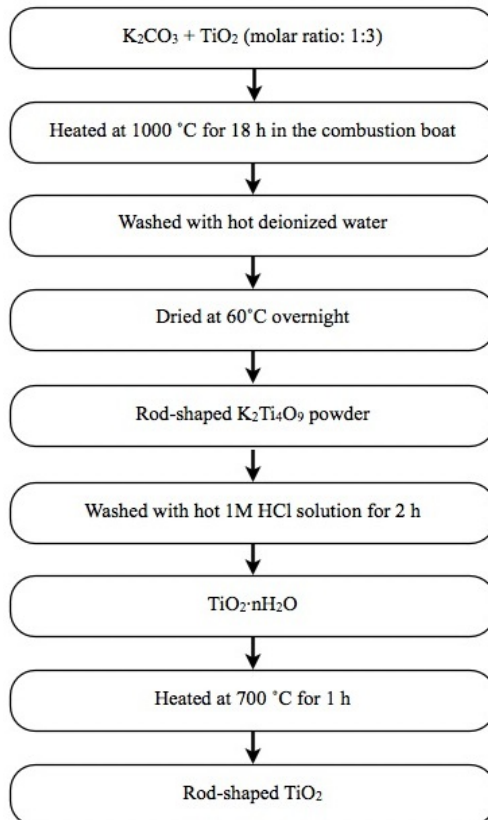 K₂CO₃ + TiO₂ (molar ratio: 1:3)
Heated at 1000 ˚C for 18 h in the combustion boat
Washed with hot deionized water
Dried at 60˚C overnight
Rod-shaped K₂Ti₄O₉ powder
Washed with hot 1M HCl solution for 2 h
TiO₂·nH₂O
Heated at 700 ˚C for 1 h
Rod-shaped TiO₂